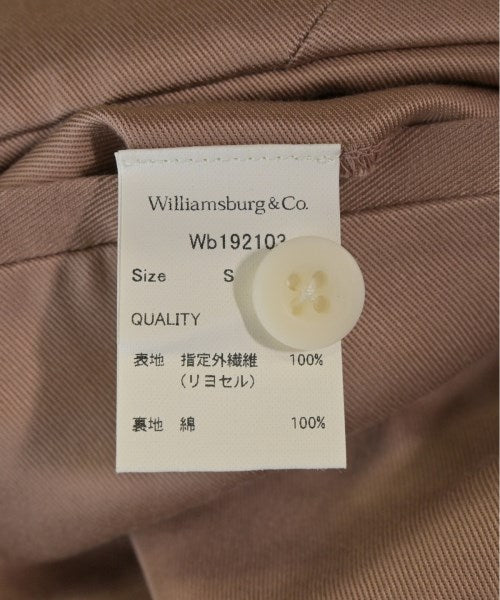 Williamsburg&Co.
Wb192103
Size S
QUALITY
表地 指定外繊維 100%
(リヨセル)
裏地 綿 100%